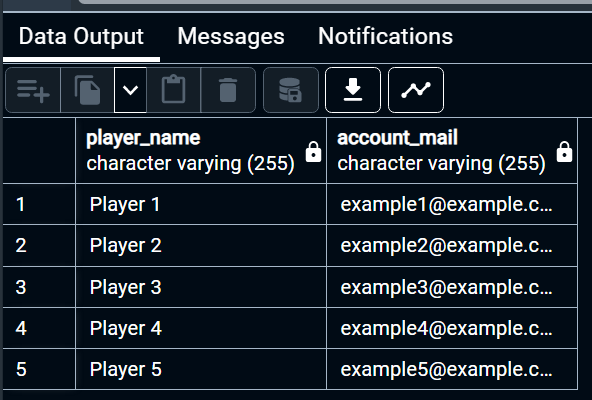 Data Output Messages Notifications
player_name account_mail
character varying (255) character varying (255)
1 Player 1 example1@example.c...
2 Player 2 example2@example.c...
3 Player 3 example3@example.c...
4 Player 4 example4@example.c...
5 Player 5 example5@example.c...